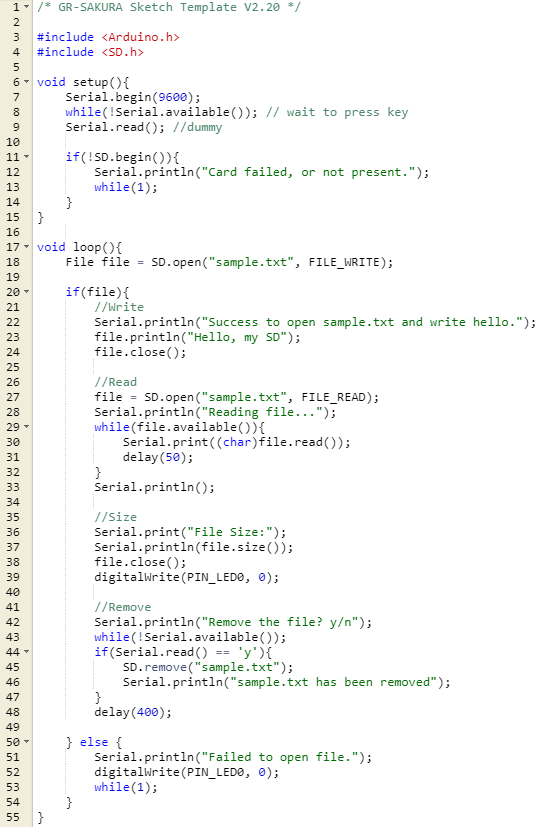 1 /* GR-SAKURA Sketch Template V2.20 */
2
3 #include <Arduino.h>
4 #include <SD.h>
5
6 void setup(){
7     Serial.begin(9600);
8     while(!Serial.available()); // wait to press key
9     Serial.read(); //dummy
10
11     if(!SD.begin()){
12         Serial.println("Card failed, or not present.");
13         while(1);
14     }
15 }
16
17 void loop(){
18     File file = SD.open("sample.txt", FILE_WRITE);
19
20     if(file){
21         //Write
22         Serial.println("Success to open sample.txt and write hello.");
23         file.println("Hello, my SD");
24         file.close();
25
26         //Read
27         file = SD.open("sample.txt", FILE_READ);
28         Serial.println("Reading file...");
29         while(file.available()){
30             Serial.print((char)file.read());
31             delay(50);
32         }
33         Serial.println();
34
35         //Size
36         Serial.print("File Size:");
37         Serial.println(file.size());
38         file.close();
39         digitalWrite(PIN_LED0, 0);
40
41         //Remove
42         Serial.println("Remove the file? y/n");
43         while(!Serial.available());
44         if(Serial.read() == 'y'){
45             SD.remove("sample.txt");
46             Serial.println("sample.txt has been removed");
47         }
48         delay(400);
49
50     } else {
51         Serial.println("Failed to open file.");
52         digitalWrite(PIN_LED0, 0);
53         while(1);
54     }
55 }